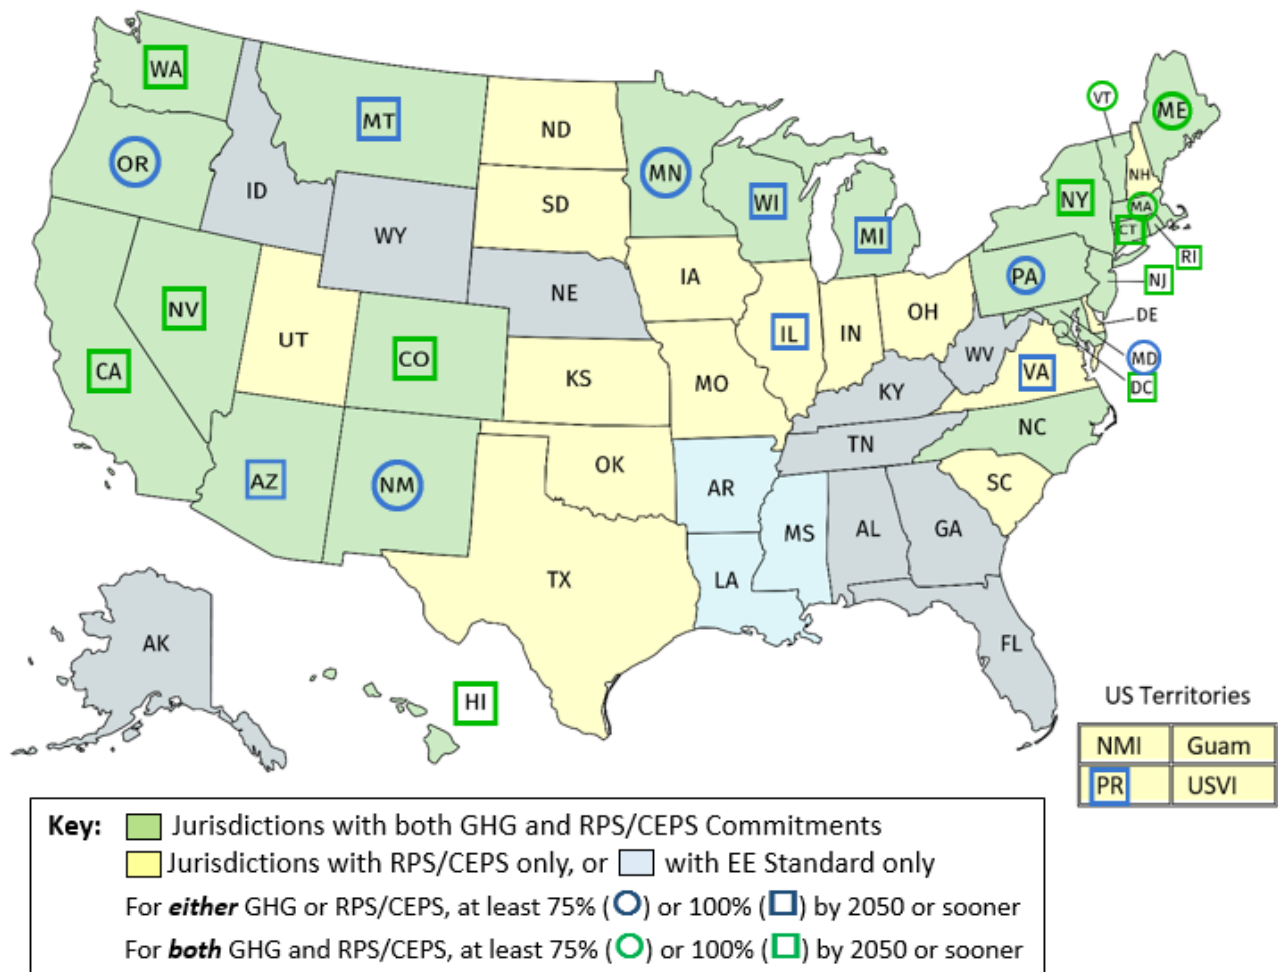 WA
MT
ND
MN
VT
ME
OR
ID
SD
WI
MI
NH
NY
MA
CT
RI
WY
NE
IA
PA
NJ
NV
UT
CO
IL
IN
OH
DE
WV
MD
CA
KS
MO
KY
VA
DC
AZ
NM
OK
AR
TN
NC
SC
MS
AL
GA
TX
LA
AK
FL
HI
US Territories
NMI Guam
PR USVI
Key: Jurisdictions with both GHG and RPS/CEPS Commitments
Jurisdictions with RPS/CEPS only, or with EE Standard only
For either GHG or RPS/CEPS, at least 75% ( ) or 100% ( ) by 2050 or sooner
For both GHG and RPS/CEPS, at least 75% ( ) or 100% ( ) by 2050 or sooner